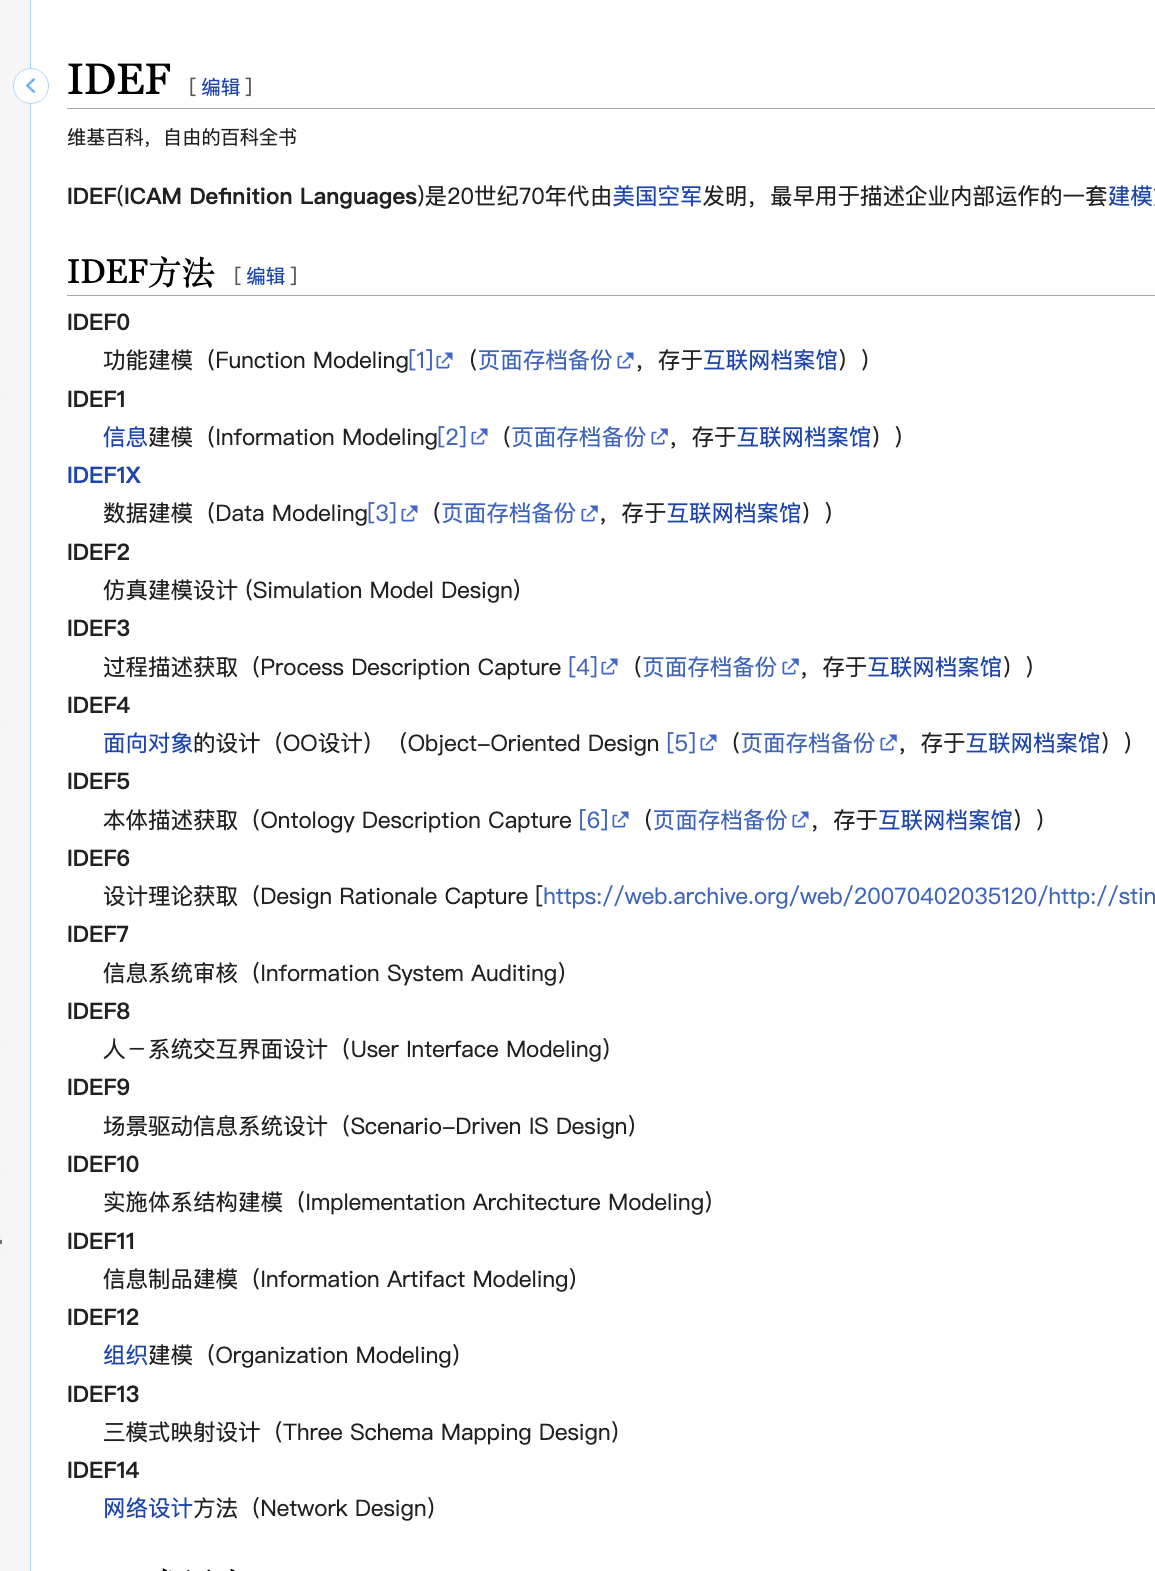 IDEF [ 编辑 ]
维基百科，自由的百科全书
IDEF(ICAM Definition Languages)是20世纪70年代由美国空军发明，最早用于描述企业内部运作的一套建模
IDEF方法 [ 编辑 ]
IDEF0
功能建模（Function Modeling[1]（页面存档备份，存于互联网档案馆））
IDEF1
信息建模（Information Modeling[2]（页面存档备份，存于互联网档案馆））
IDEF1X
数据建模（Data Modeling[3]（页面存档备份，存于互联网档案馆））
IDEF2
仿真建模设计 (Simulation Model Design)
IDEF3
过程描述获取（Process Description Capture [4]（页面存档备份，存于互联网档案馆））
IDEF4
面向对象的设计（OO设计）（Object–Oriented Design [5]（页面存档备份，存于互联网档案馆））
IDEF5
本体描述获取（Ontology Description Capture [6]（页面存档备份，存于互联网档案馆））
IDEF6
设计理论获取（Design Rationale Capture [https://web.archive.org/web/20070402035120/http://stin
IDEF7
信息系统审核（Information System Auditing）
IDEF8
人－系统交互界面设计（User Interface Modeling）
IDEF9
场景驱动信息系统设计（Scenario–Driven IS Design）
IDEF10
实施体系结构建模（Implementation Architecture Modeling）
IDEF11
信息制品建模（Information Artifact Modeling）
IDEF12
组织建模（Organization Modeling）
IDEF13
三模式映射设计（Three Schema Mapping Design）
IDEF14
网络设计方法（Network Design）